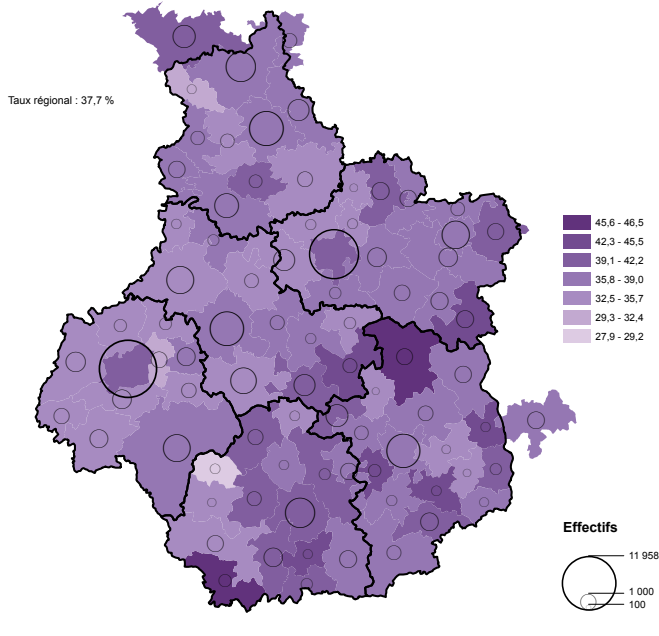 Taux régional : 37,7 %
45,6 - 46,5
42,3 - 45,5
39,1 - 42,2
35,8 - 39,0
32,5 - 35,7
29,3 - 32,4
27,9 - 29,2
Effectifs
11 958
1 000
100